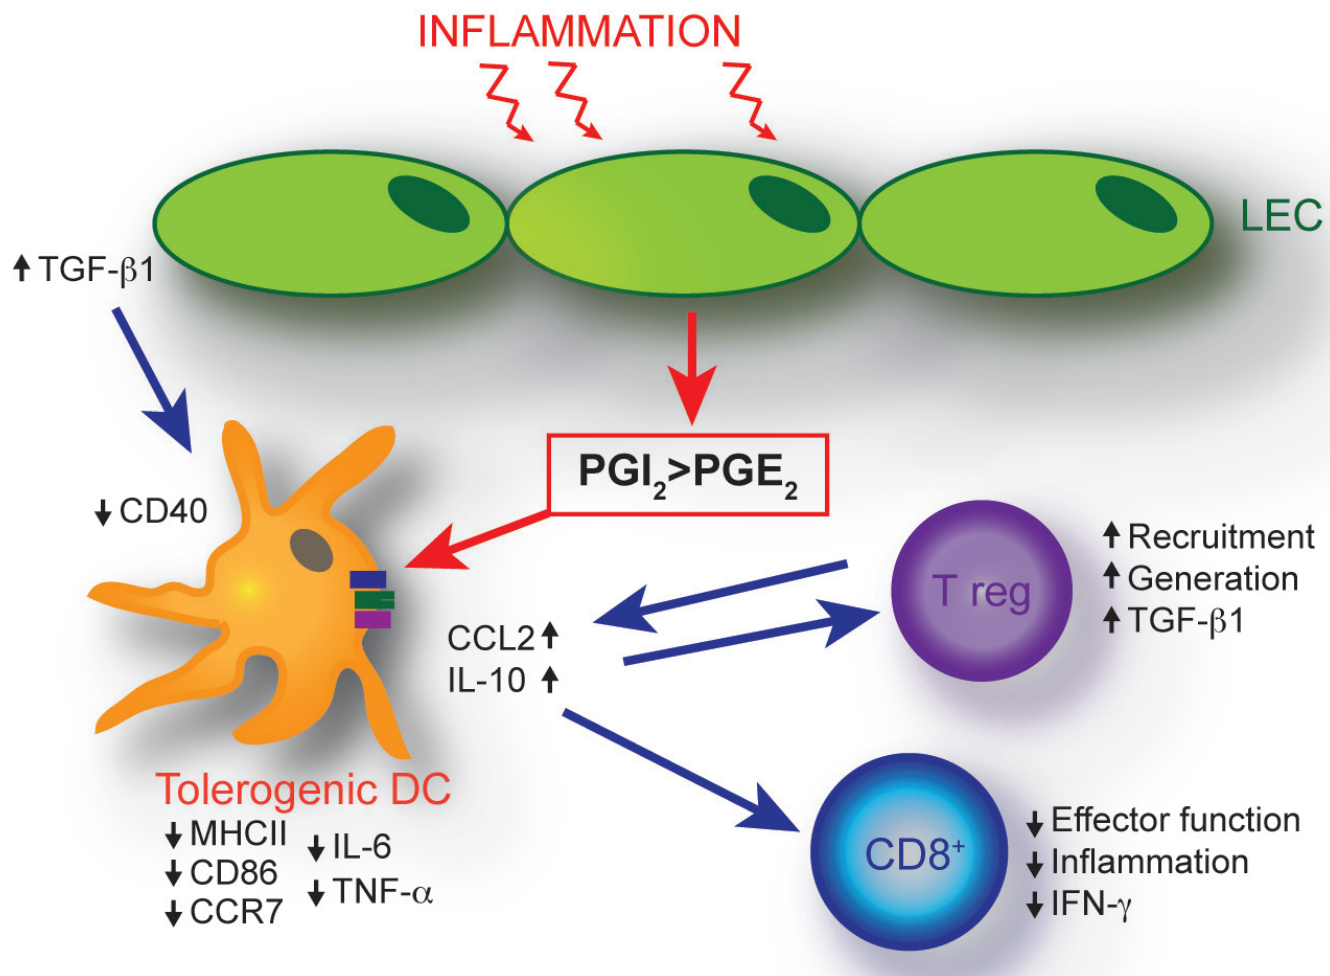 INFLAMMATION
LEC
↑ TGF-β1
PGI₂>PGE₂
↓ CD40
T reg
↑ Recruitment
↑ Generation
↑ TGF-β1
CCL2 ↑
IL-10 ↑
Tolerogenic DC
↓ MHCII
↓ CD86
↓ CCR7
↓ IL-6
↓ TNF-α
CD8⁺
↓ Effector function
↓ Inflammation
↓ IFN-γ